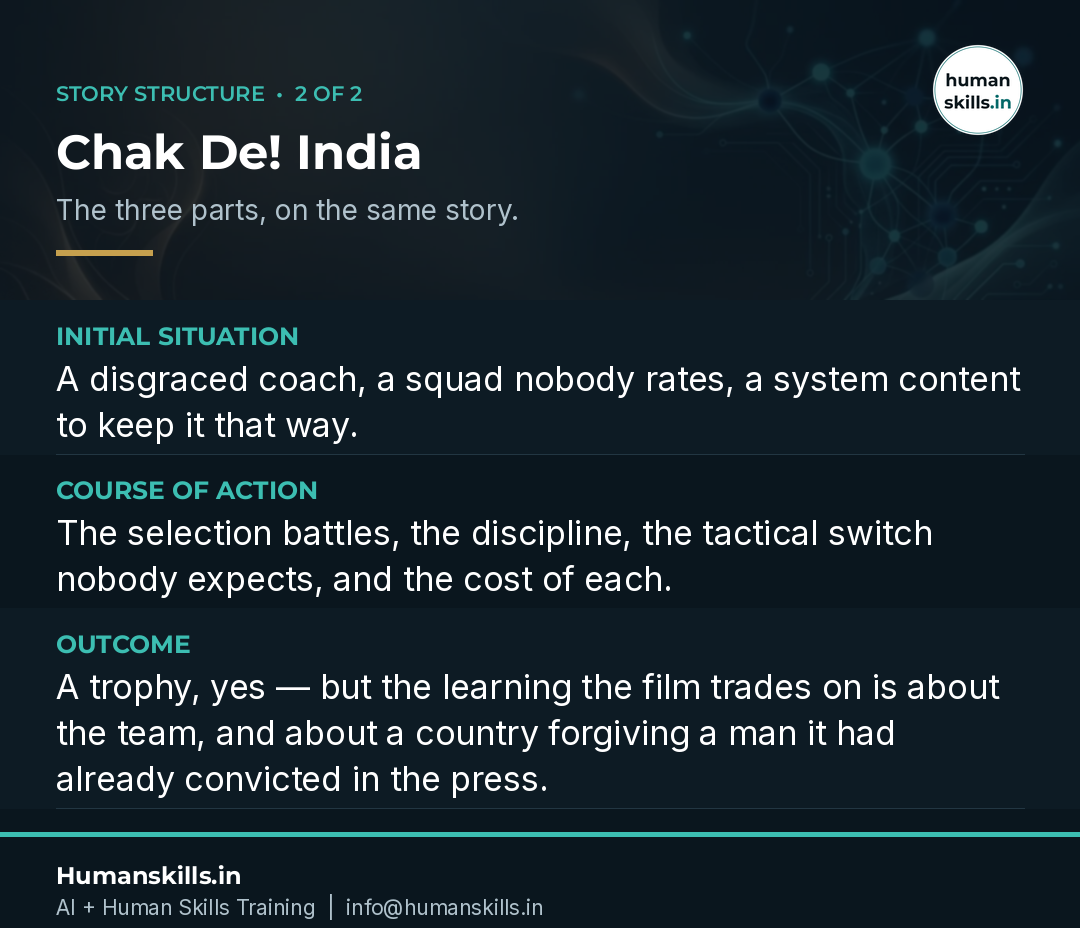 STORY STRUCTURE • 2 OF 2
human
skills.in
Chak De! India
The three parts, on the same story.
INITIAL SITUATION
A disgraced coach, a squad nobody rates, a system content
to keep it that way.
COURSE OF ACTION
The selection battles, the discipline, the tactical switch
nobody expects, and the cost of each.
OUTCOME
A trophy, yes — but the learning the film trades on is about
the team, and about a country forgiving a man it had
already convicted in the press.
Humanskills.in
AI + Human Skills Training | info@humanskills.in